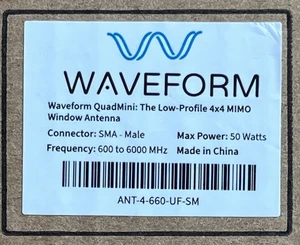 WAVEFORM
Waveform QuadMini: The Low-Profile 4x4 MIMO
Window Antenna
Connector: SMA - Male Max Power: 50 Watts
Frequency: 600 to 6000 MHz Made in China
ANT-4-660-UF-SM